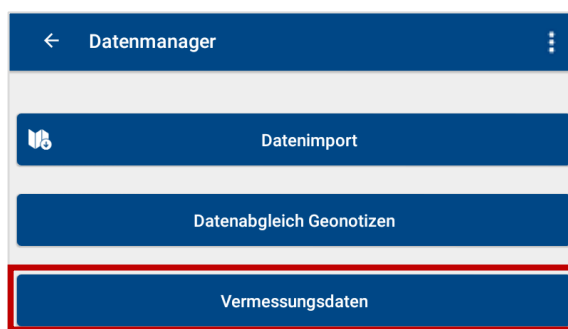 Datenmanager
Datenimport
Datenabgleich Geonotizen
Vermessungsdaten